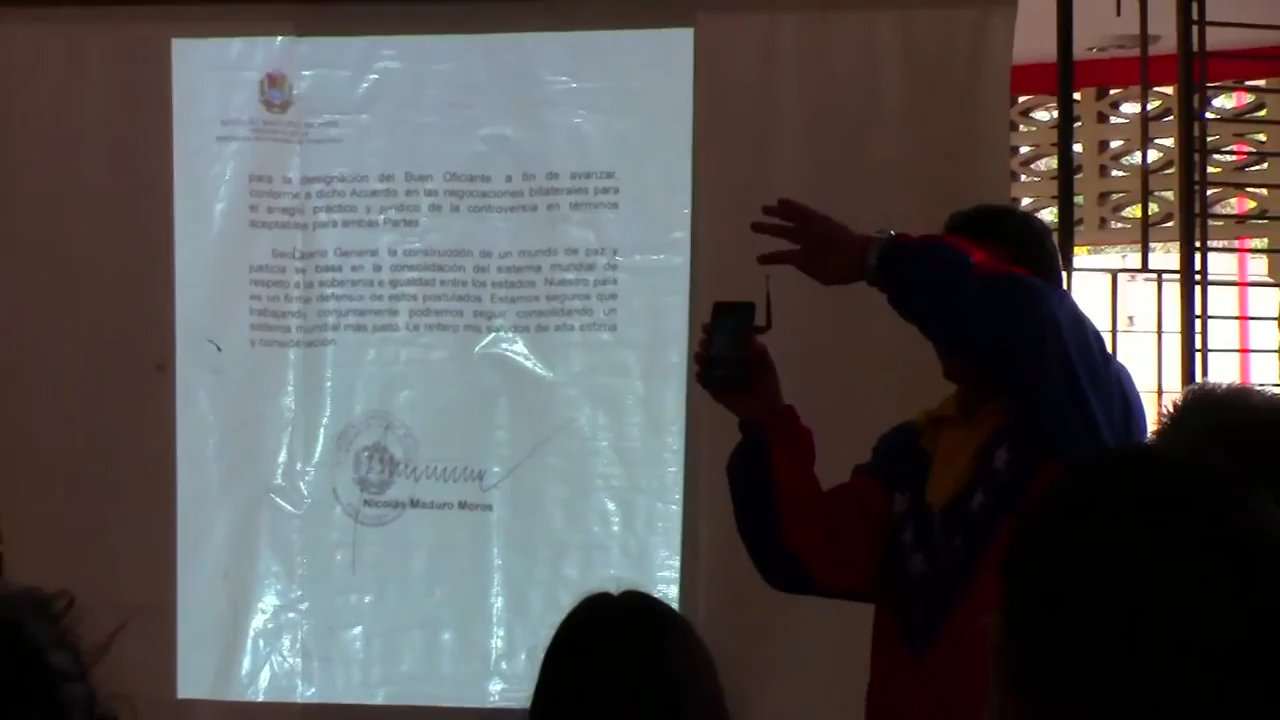 para la designación del Buen Oficiante, a fin de avanzar,
conforme a dicho Acuerdo, en las negociaciones bilaterales para
el arreglo práctico y jurídico de la controversia en términos
aceptables para ambas Partes
Secretario General, la construcción de un mundo de paz y
justicia se basa en la consolidación del sistema mundial de
respeto a la soberanía e igualdad entre los estados. Nuestro país
es un firme defensor de estos postulados. Estamos seguros que
trabajando conjuntamente podremos seguir consolidando un
sistema mundial más justo. Le reitero mis saludos de alta estima
y consideración
Nicolás Maduro Moros